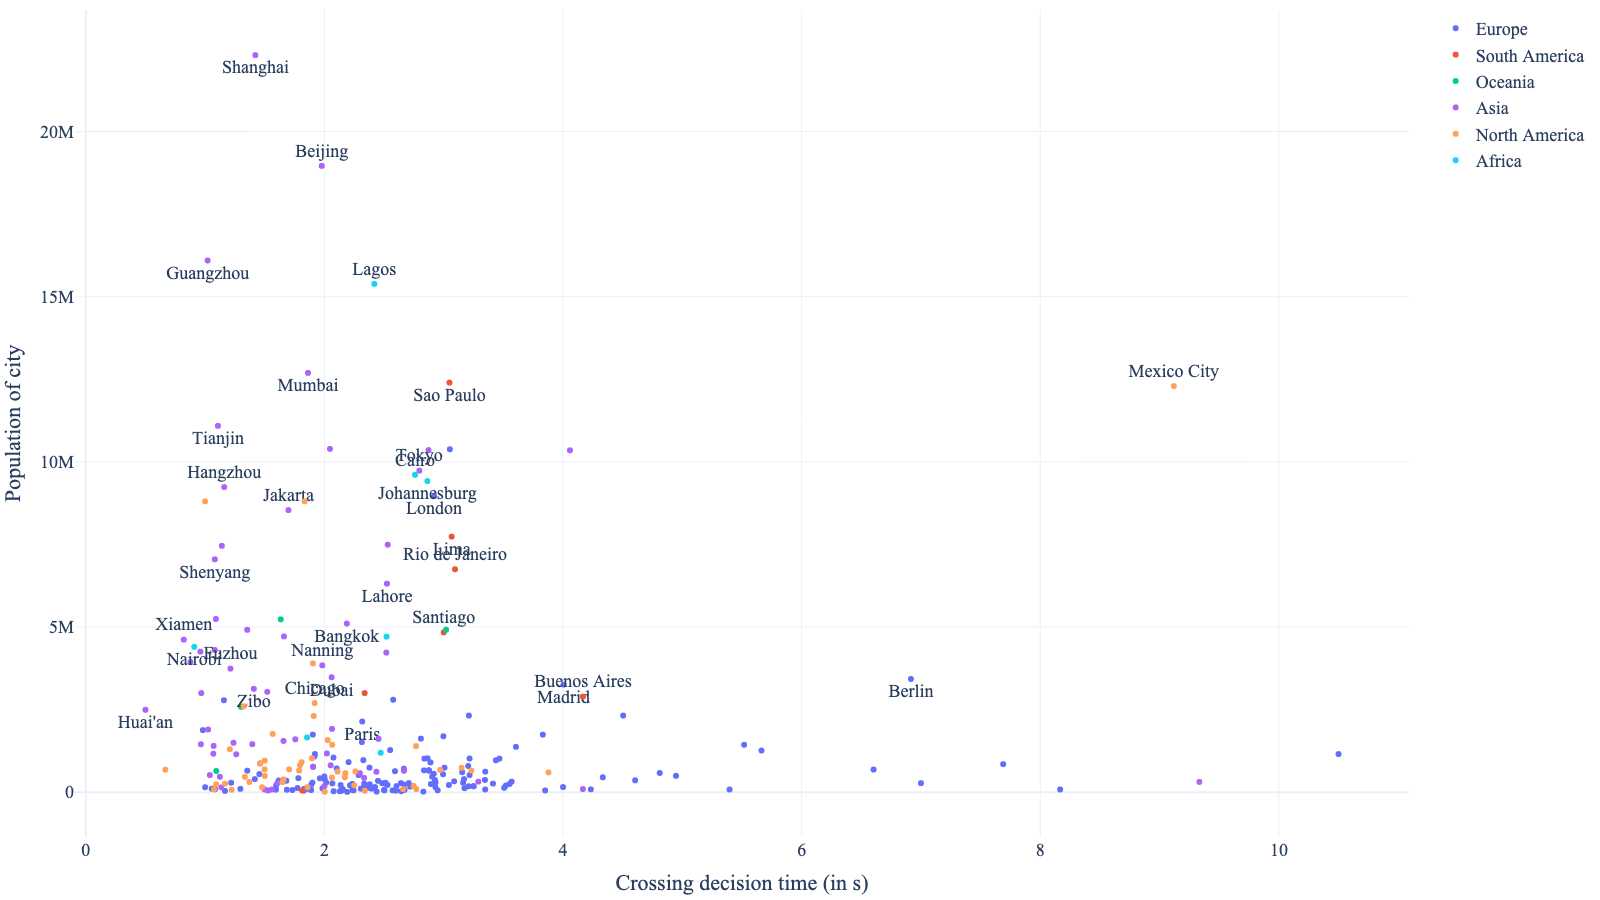 Europe
South America
Oceania
Asia
North America
Africa
Shanghai
20M
Beijing
Guangzhou
Lagos
15M
Mexico City
Mumbai
Sao Paulo
Tianjin
Tokyo
Cairo
10M
Hangzhou
Johannesburg
Jakarta
London
Lima
Rio de Janeiro
Shenyang
Lahore
Santiago
Xiamen
5M
Bangkok
Nanning
Fuzhou
Nairobi
Buenos Aires
Chicago
Dubai
Berlin
Madrid
Zibo
Huai'an
Paris
0
0
2
4
6
8
10
Crossing decision time (in s)
Population of city